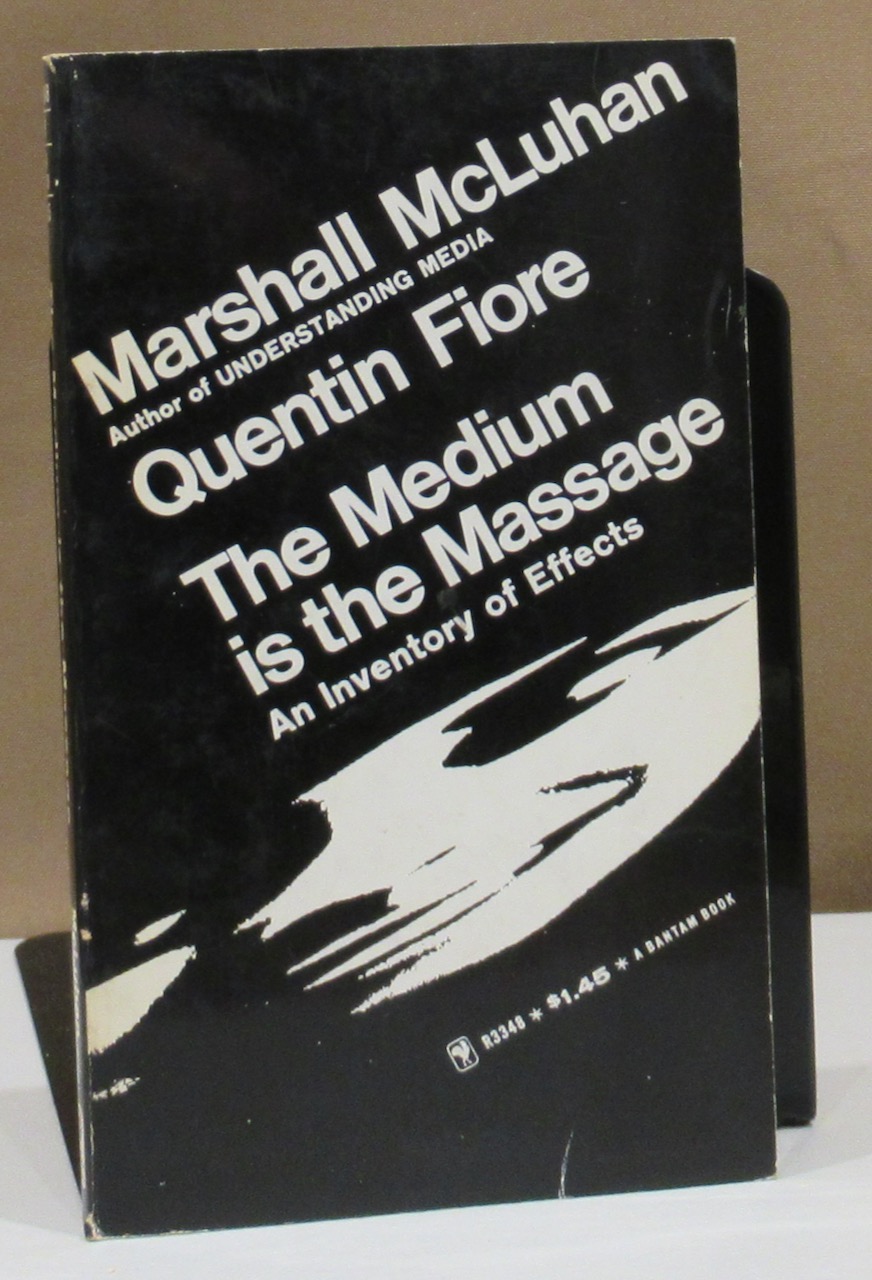 Marshall McLuhan
Author of UNDERSTANDING MEDIA
Quentin Fiore
The Medium
is the Massage
An Inventory of Effects
R3348 * $1.45 * A BANTAM BOOK